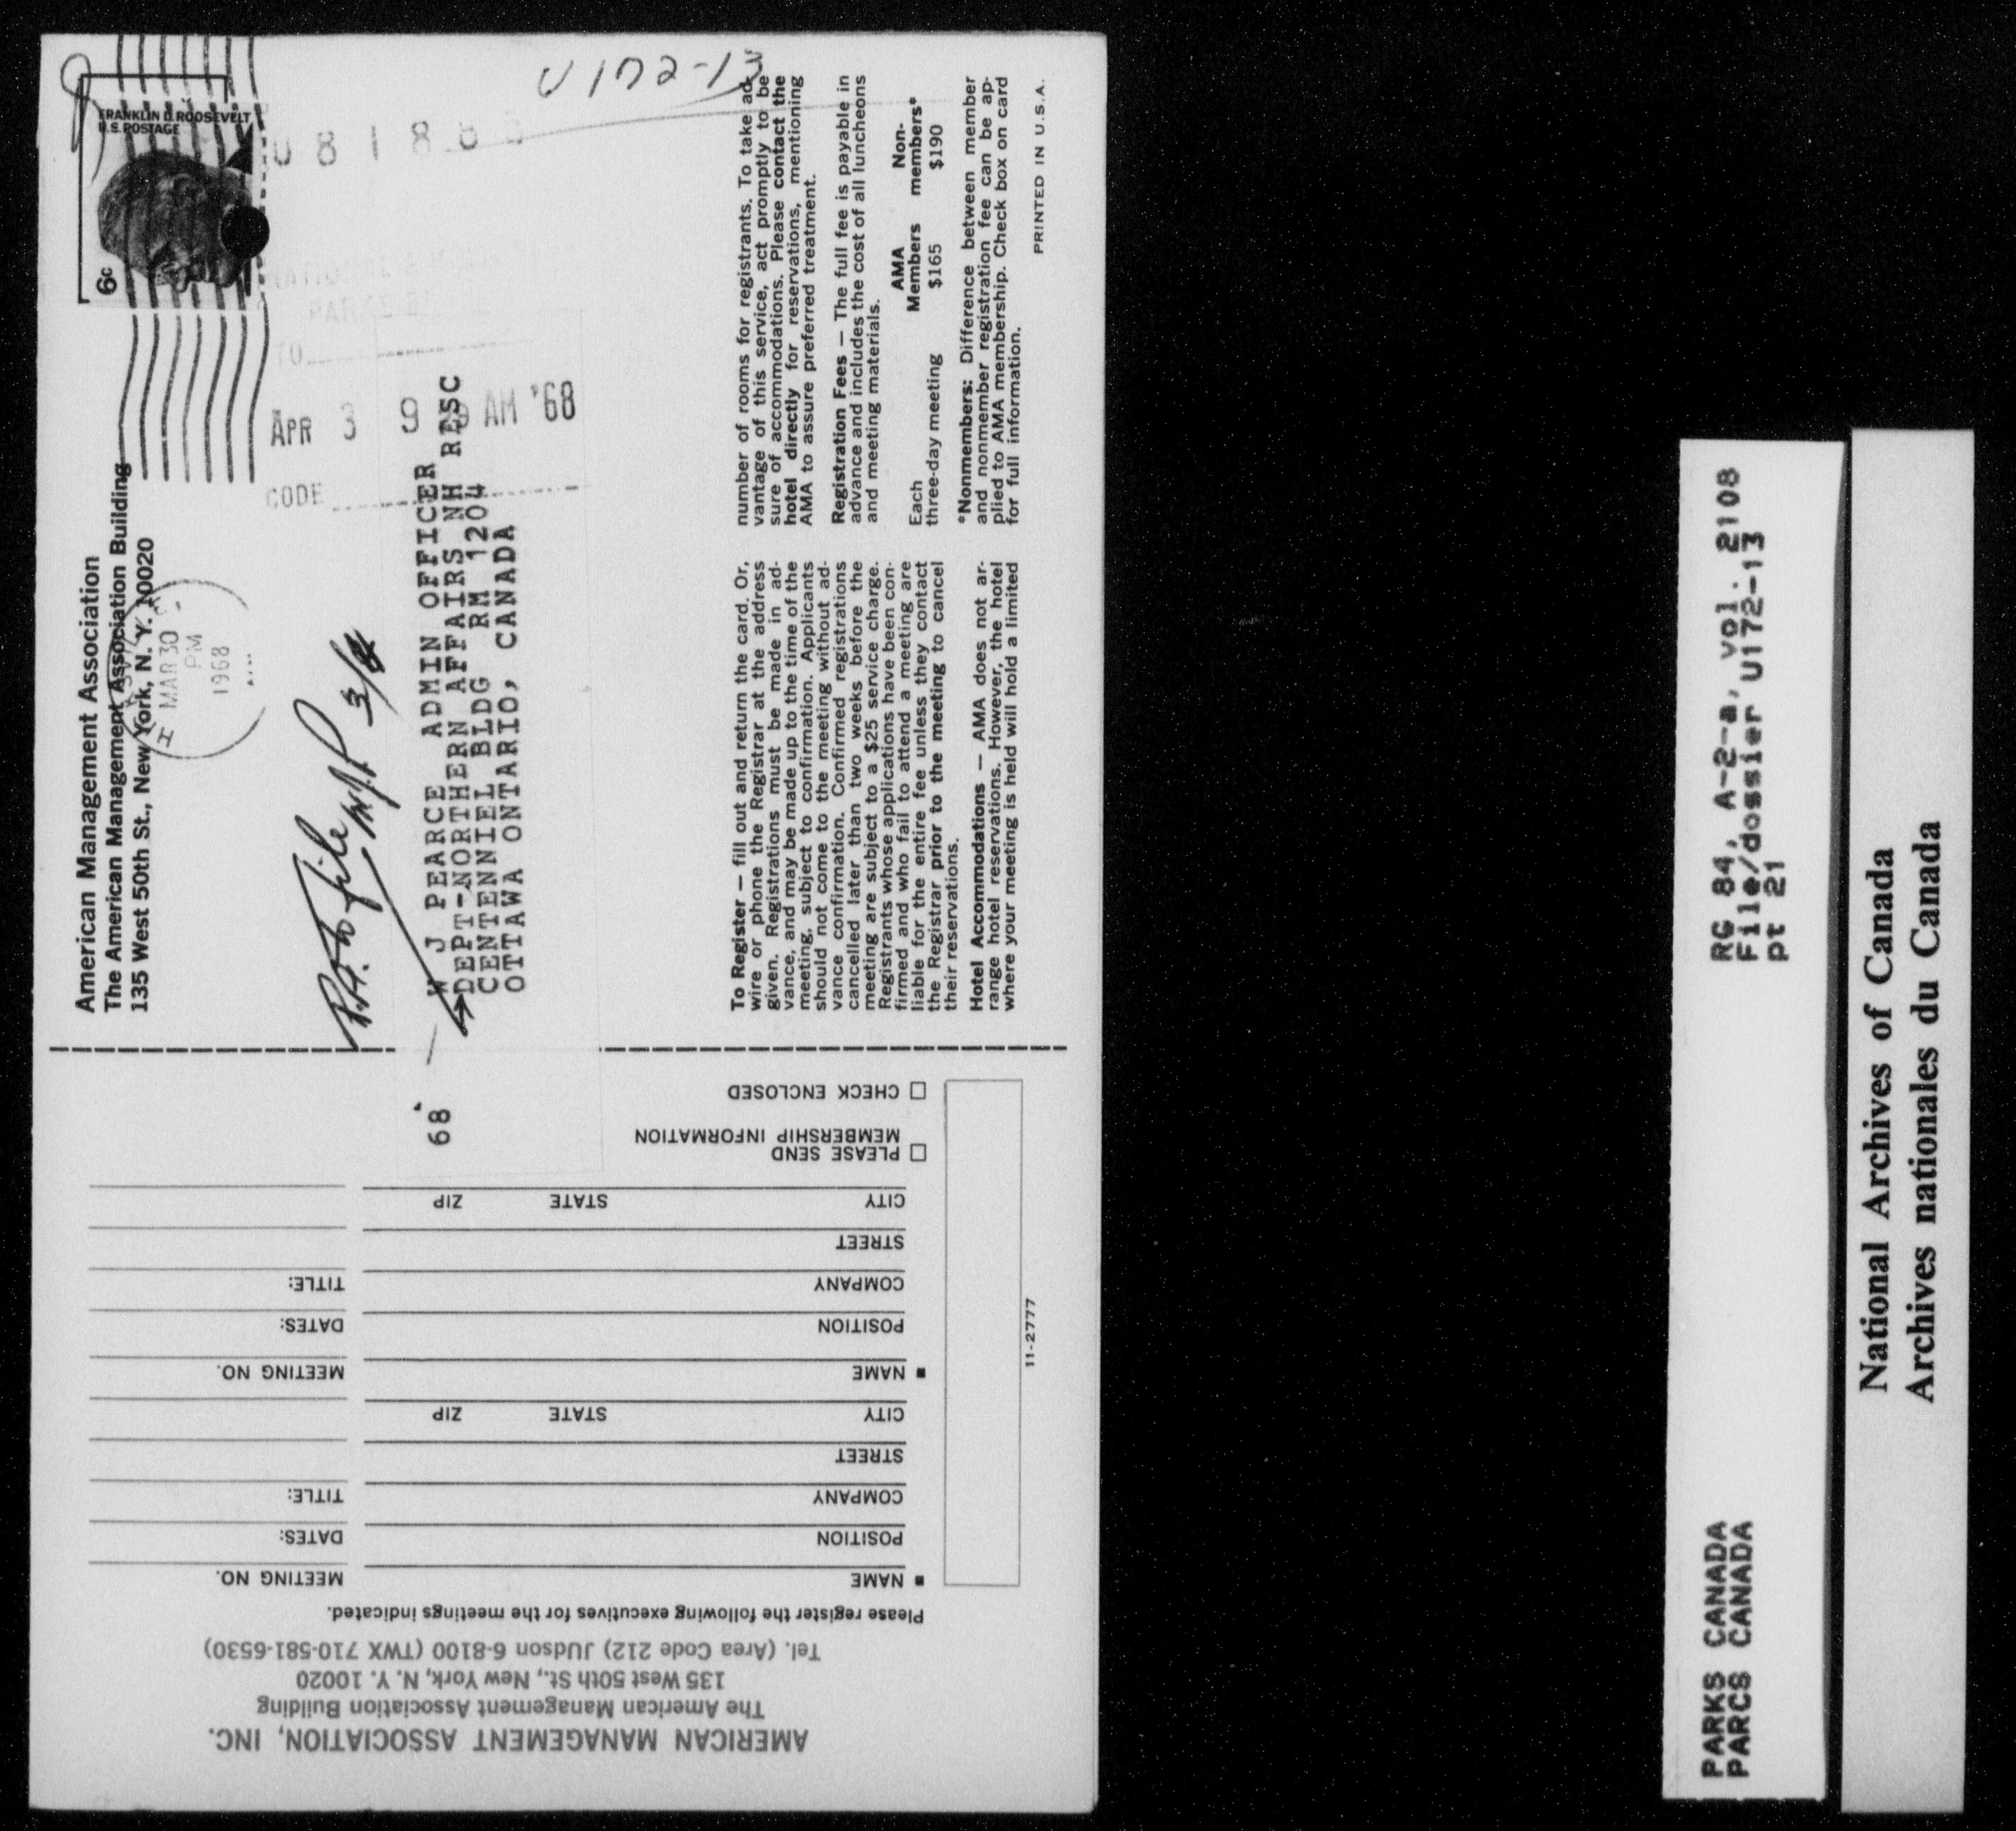 American Management Association
The American Management Association Building
135 West 50th St., New York, N. Y. 10020
MAR 30
PM
1968
FRANKLIN D. ROOSEVELT
U.S. POSTAGE
6c
U172-13
TO
APR 3 9 AM '68
CODE
file
W J PEARCE ADMIN OFFICER
DEPT-NORTHERN AFFAIRS NH RESC
CENTENNIEL BLDG RM 1204
OTTAWA ONTARIO, CANADA
68
To Register — fill out and return the card. Or,
wire or phone the Registrar at the address
given. Registrations must be made in ad-
vance, and may be made up to the time of the
meeting, subject to confirmation. Applicants
should not come to the meeting without ad-
vance confirmation. Confirmed registrations
cancelled later than two weeks before the
meeting are subject to a $25 service charge.
Registrants whose applications have been con-
firmed and who fail to attend a meeting are
liable for the entire fee unless they contact
the Registrar prior to the meeting to cancel
their reservations.
Hotel Accommodations — AMA does not ar-
range hotel reservations. However, the hotel
where your meeting is held will hold a limited
number of rooms for registrants. To take ad-
vantage of this service, act promptly to be
sure of accommodations. Please contact the
hotel directly for reservations, mentioning
AMA to assure preferred treatment.
Registration Fees — The full fee is payable in
advance and includes the cost of all luncheons
and meeting materials.
AMA Non-
Members members*
Each
three-day meeting $165 $190
*Nonmembers: Difference between member
and nonmember registration fee can be ap-
plied to AMA membership. Check box on card
for full information.
PRINTED IN U.S.A.
AMERICAN MANAGEMENT ASSOCIATION, INC.
The American Management Association Building
135 West 50th St., New York, N. Y. 10020
Tel. (Area Code 212) JUdson 6-8100 (TWX 710-581-6530)
Please register the following executives for the meetings indicated.
NAME MEETING NO.
POSITION DATES:
COMPANY TITLE:
STREET
CITY STATE ZIP
NAME MEETING NO.
POSITION DATES:
COMPANY TITLE:
STREET
CITY STATE ZIP
PLEASE SEND
MEMBERSHIP INFORMATION
CHECK ENCLOSED
11-2777
PARKS CANADA
PARCS CANADA
RG 84, A-2-a, vol. 2108
File/dossier U172-13
pt 21
National Archives of Canada
Archives nationales du Canada